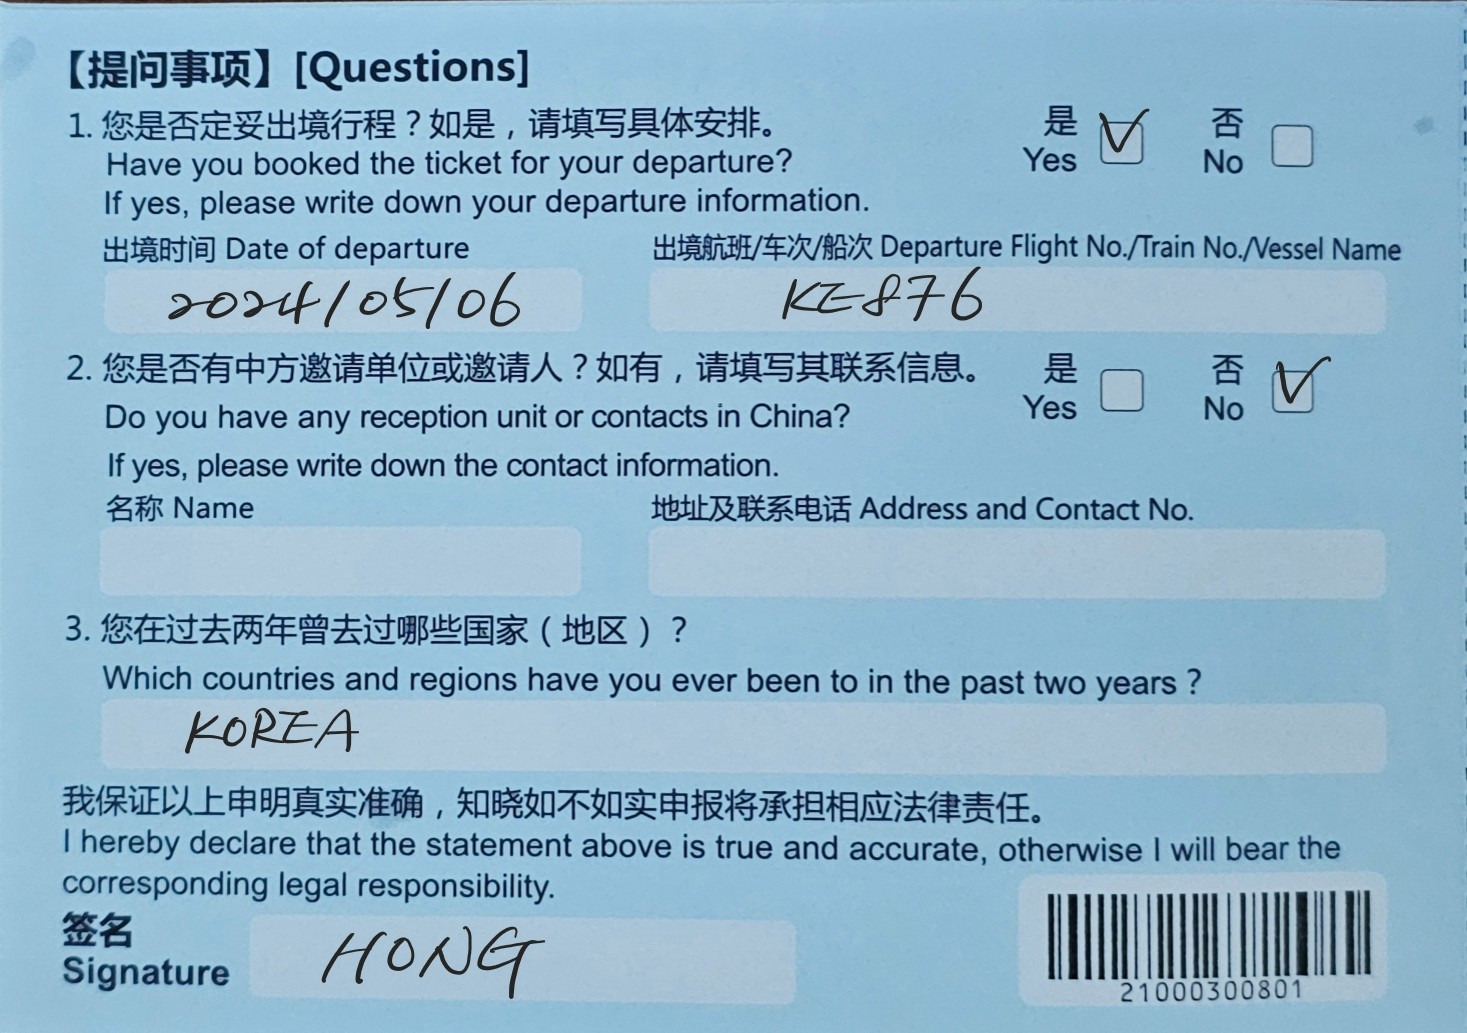 【提问事项】[Questions]
1. 您是否定妥出境行程？如是，请填写具体安排。 是 否
Have you booked the ticket for your departure? Yes No
If yes, please write down your departure information.
出境时间 Date of departure 出境航班/车次/船次 Departure Flight No./Train No./Vessel Name
2024/05/06 KE876
2. 您是否有中方邀请单位或邀请人？如有，请填写其联系信息。 是 否
Do you have any reception unit or contacts in China? Yes No
If yes, please write down the contact information.
名称 Name 地址及联系电话 Address and Contact No.
3. 您在过去两年曾去过哪些国家（地区）？
Which countries and regions have you ever been to in the past two years？
KOREA
我保证以上申明真实准确，知晓如不如实申报将承担相应法律责任。
I hereby declare that the statement above is true and accurate, otherwise I will bear the
corresponding legal responsibility.
签名
Signature HONG
21000300801